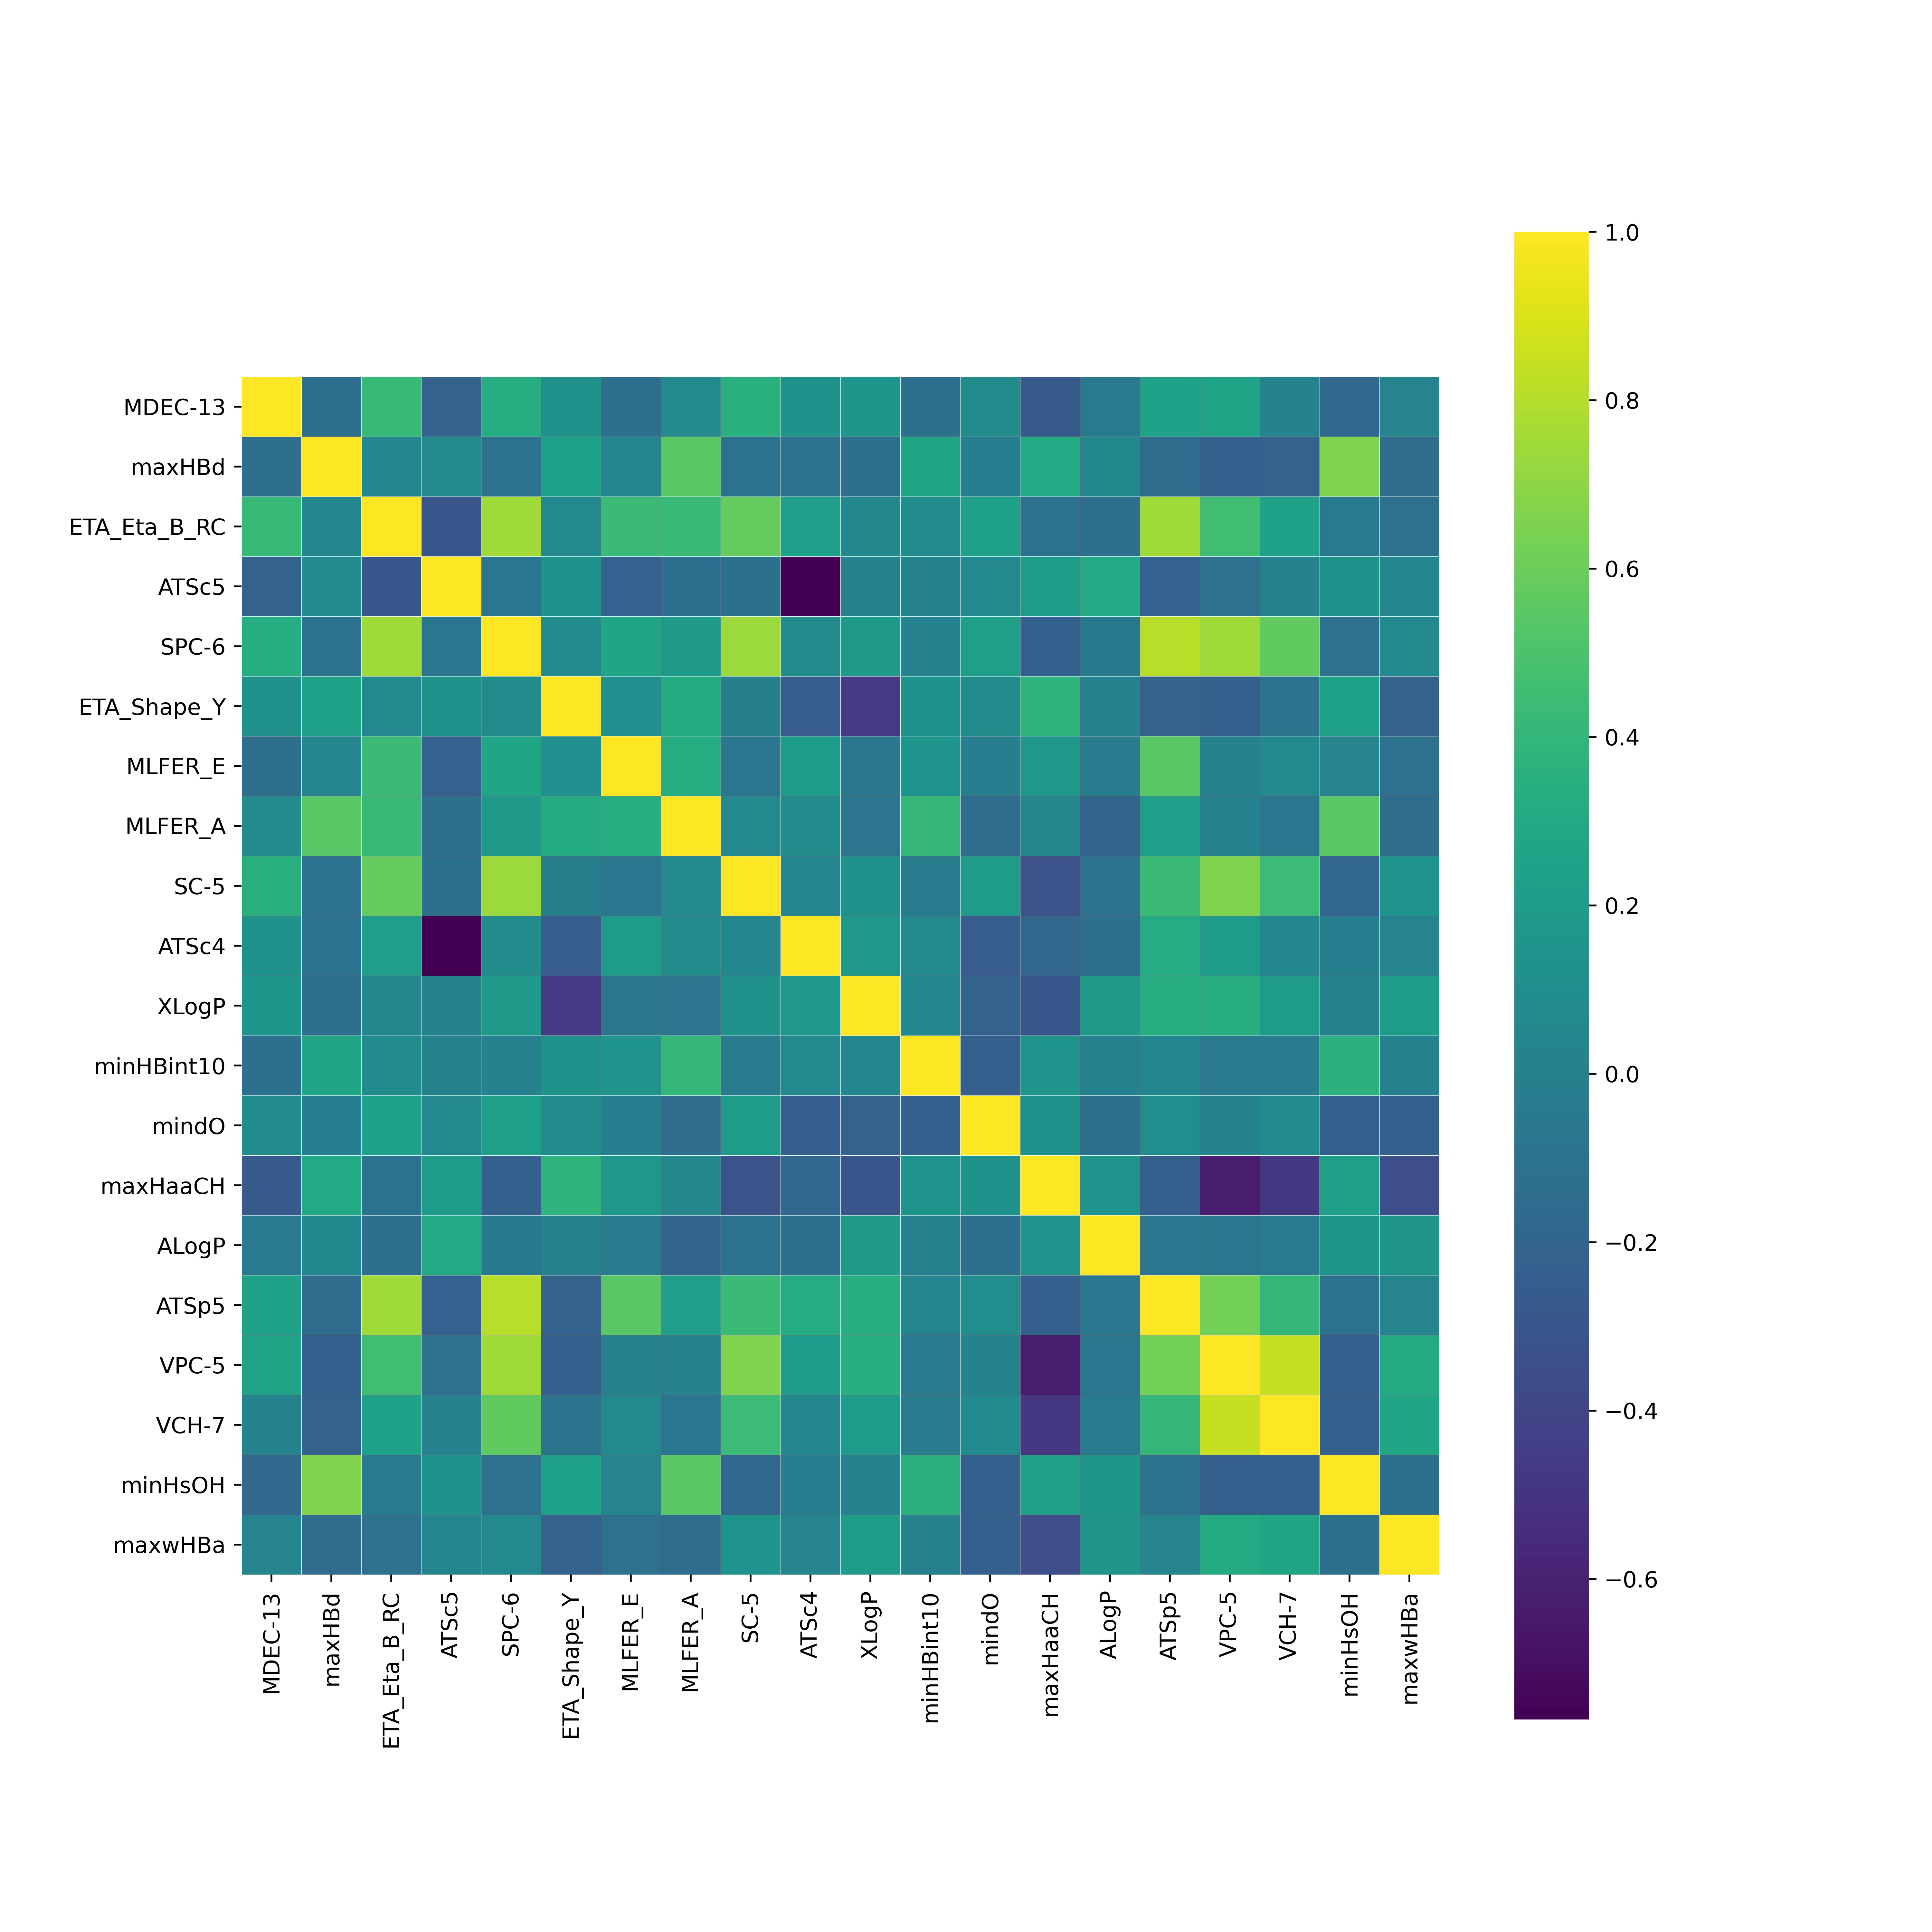 MDEC-13
maxHBd
ETA_Eta_B_RC
ATSc5
SPC-6
ETA_Shape_Y
MLFER_E
MLFER_A
SC-5
ATSc4
XLogP
minHBint10
mindO
maxHaaCH
ALogP
ATSp5
VPC-5
VCH-7
minHsOH
maxwHBa
MDEC-13
maxHBd
ETA_Eta_B_RC
ATSc5
SPC-6
ETA_Shape_Y
MLFER_E
MLFER_A
SC-5
ATSc4
XLogP
minHBint10
mindO
maxHaaCH
ALogP
ATSp5
VPC-5
VCH-7
minHsOH
maxwHBa
1.0
0.8
0.6
0.4
0.2
0.0
−0.2
−0.4
−0.6